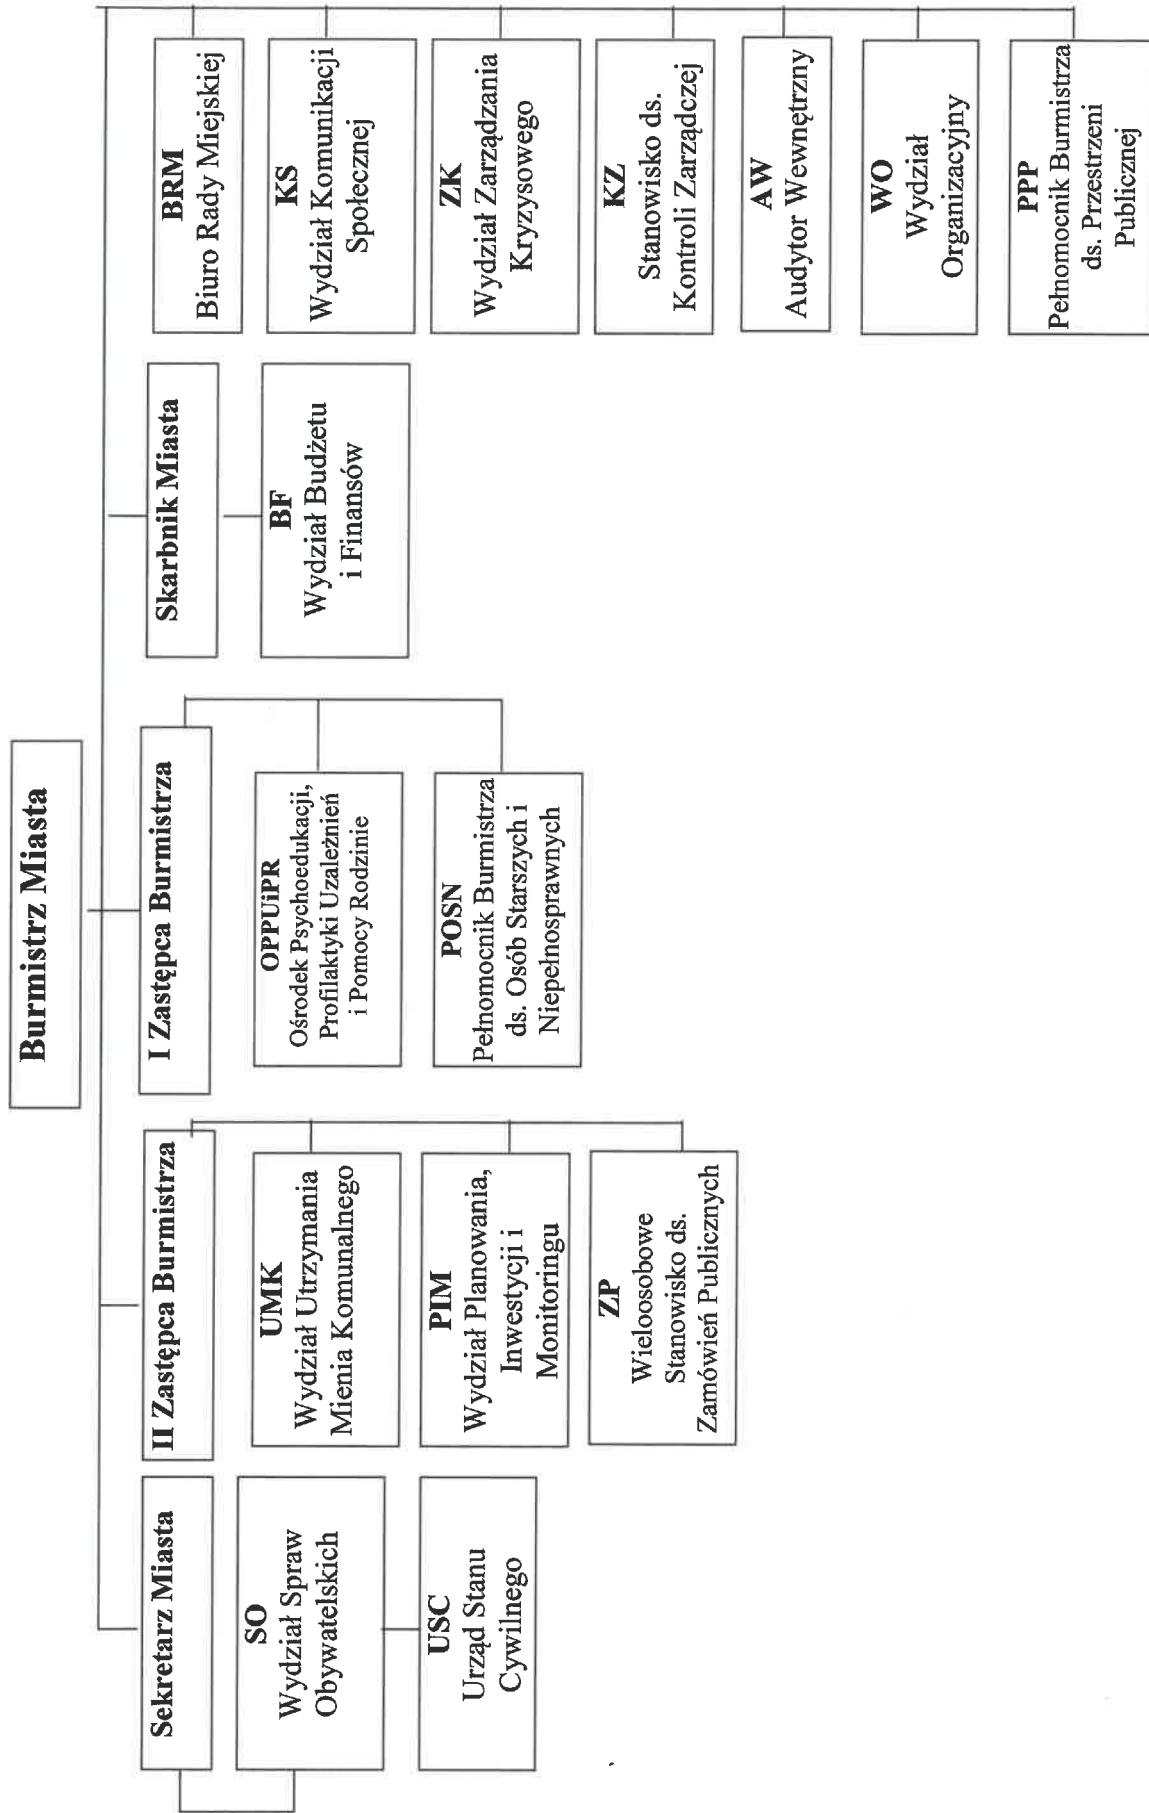 Burmistrz Miasta
Sekretarz Miasta
SO
Wydział Spraw
Obywatelskich
USC
Urząd Stanu
Cywilnego
II Zastępca Burmistrza
UMK
Wydział Utrzymania
Mienia Komunalnego
PIM
Wydział Planowania,
Inwestycji i
Monitoringu
ZP
Wieloosobowe
Stanowisko ds.
Zamówień Publicznych
I Zastępca Burmistrza
OPPUiPR
Ośrodek Psychoedukacji,
Profilaktyki Uzależnień
i Pomocy Rodzinie
POSN
Pełnomocnik Burmistrza
ds. Osób Starszych i
Niepełnosprawnych
Skarbnik Miasta
BF
Wydział Budżetu
i Finansów
BRM
Biuro Rady Miejskiej
KS
Wydział Komunikacji
Społecznej
ZK
Wydział Zarządzania
Kryzysowego
KZ
Stanowisko ds.
Kontroli Zarządczej
AW
Audytor Wewnętrzny
WO
Wydział
Organizacyjny
PPP
Pełnomocnik Burmistrza
ds. Przestrzeni
Publicznej